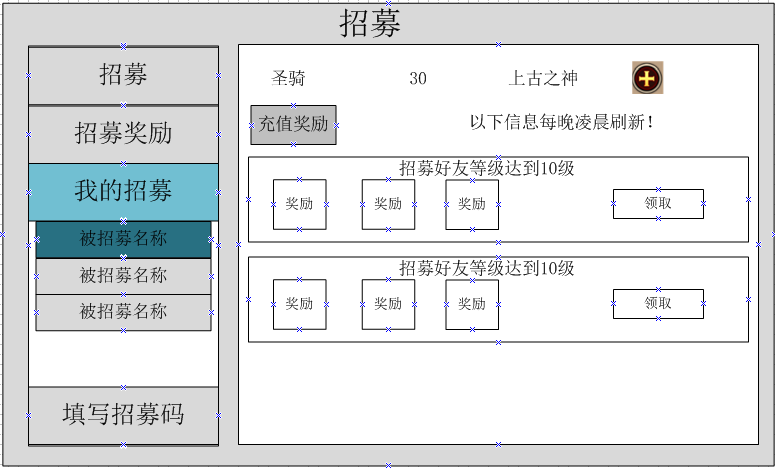 招募
招募
招募奖励
我的招募
被招募名称
被招募名称
被招募名称
填写招募码
圣骑 30 上古之神
充值奖励 以下信息每晚凌晨刷新！
招募好友等级达到10级
奖励 奖励 奖励 领取
招募好友等级达到10级
奖励 奖励 奖励 领取